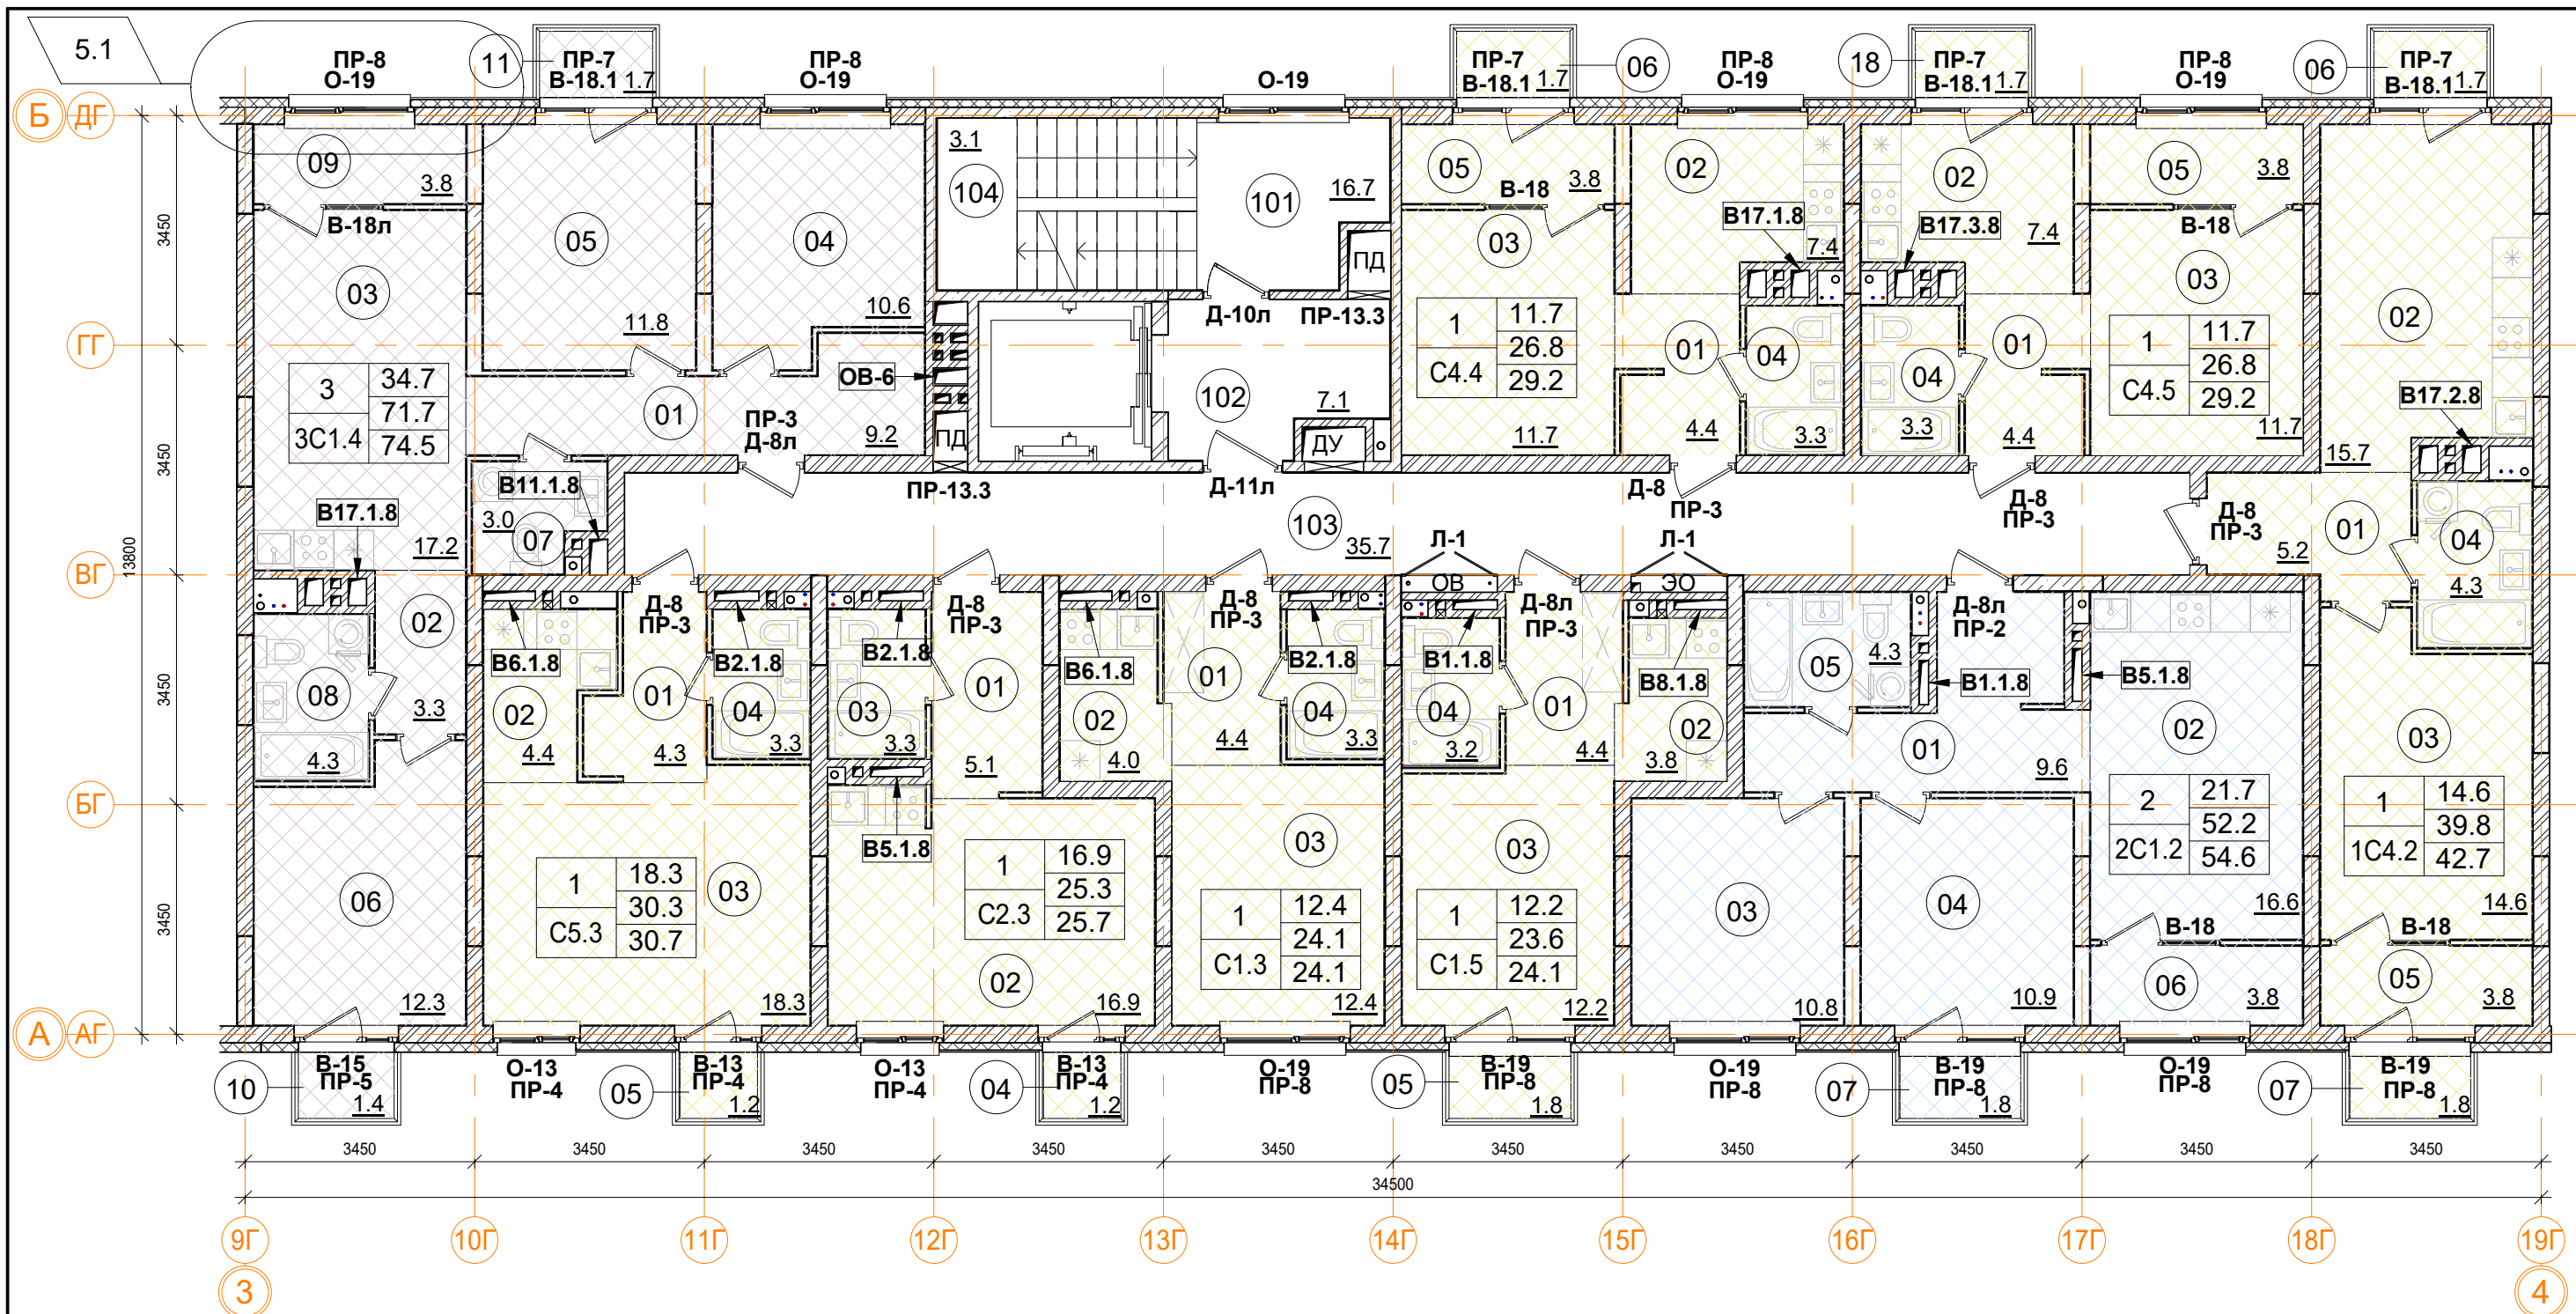 5.1
ПР-8
О-19
11
ПР-7
В-18.1
1.7
ПР-8
О-19
О-19
ПР-7
В-18.1
1.7
06
ПР-8
О-19
18
ПР-7
В-18.1
1.7
ПР-8
О-19
06
ПР-7
В-18.1
1.7
Б
ДГ
09
3.8
В-18л
03
05
11.8
04
10.6
3.1
104
101
16.7
ПД
Д-10л
ПР-13.3
05
3.8
В-18
03
02
В17.1.8
7.4
02
В17.3.8
7.4
05
3.8
В-18
03
02
ГГ
3
34.7
71.7
3С1.4
74.5
01
ПР-3
Д-8л
9.2
ОВ-6
ПД
102
7.1
ДУ
1
11.7
26.8
С4.4
29.2
11.7
01
4.4
04
3.3
04
3.3
01
4.4
1
11.7
26.8
С4.5
29.2
11.7
В17.2.8
15.7
В17.1.8
17.2
В11.1.8
3.0
07
ПР-13.3
Д-11л
103
35.7
Д-8
ПР-3
Д-8
ПР-3
Д-8
ПР-3
01
5.2
04
4.3
ВГ
Л-1
ОВ
Л-1
ЭО
02
08
4.3
3.3
В6.1.8
Д-8
ПР-3
02
4.4
01
4.3
В2.1.8
04
3.3
В2.1.8
03
3.3
Д-8
ПР-3
01
5.1
В6.1.8
02
4.0
Д-8
ПР-3
01
4.4
В2.1.8
04
3.3
В1.1.8
04
3.2
Д-8л
ПР-3
01
4.4
В8.1.8
02
3.8
05
4.3
В1.1.8
Д-8л
ПР-2
01
9.6
В5.1.8
02
03
БГ
06
12.3
1
18.3
30.3
С5.3
30.7
03
18.3
В5.1.8
1
16.9
25.3
С2.3
25.7
02
16.9
03
1
12.4
24.1
С1.3
24.1
12.4
03
1
12.2
23.6
С1.5
24.1
12.2
03
10.8
04
10.9
2
21.7
52.2
2С1.2
54.6
16.6
В-18
06
3.8
1
14.6
39.8
1С4.2
42.7
14.6
В-18
05
3.8
А
АГ
10
В-15
ПР-5
1.4
О-13
ПР-4
05
В-13
ПР-4
1.2
О-13
ПР-4
04
В-13
ПР-4
1.2
О-19
ПР-8
05
В-19
ПР-8
1.8
О-19
ПР-8
07
В-19
ПР-8
1.8
О-19
ПР-8
07
В-19
ПР-8
1.8
3450
3450
3450
3450
13800
3450 3450 3450 3450 3450 3450 3450 3450 3450 3450
34500
9Г 10Г 11Г 12Г 13Г 14Г 15Г 16Г 17Г 18Г 19Г
3 4